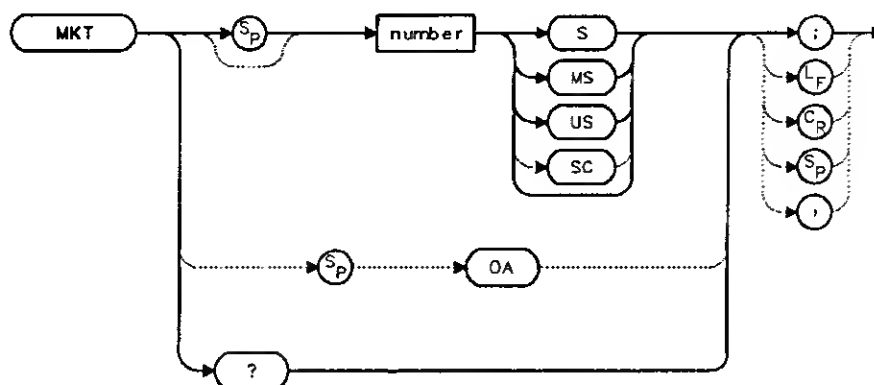 MKT SP number S ;
MS LF
US CR
SC SP
,
SP OA
?